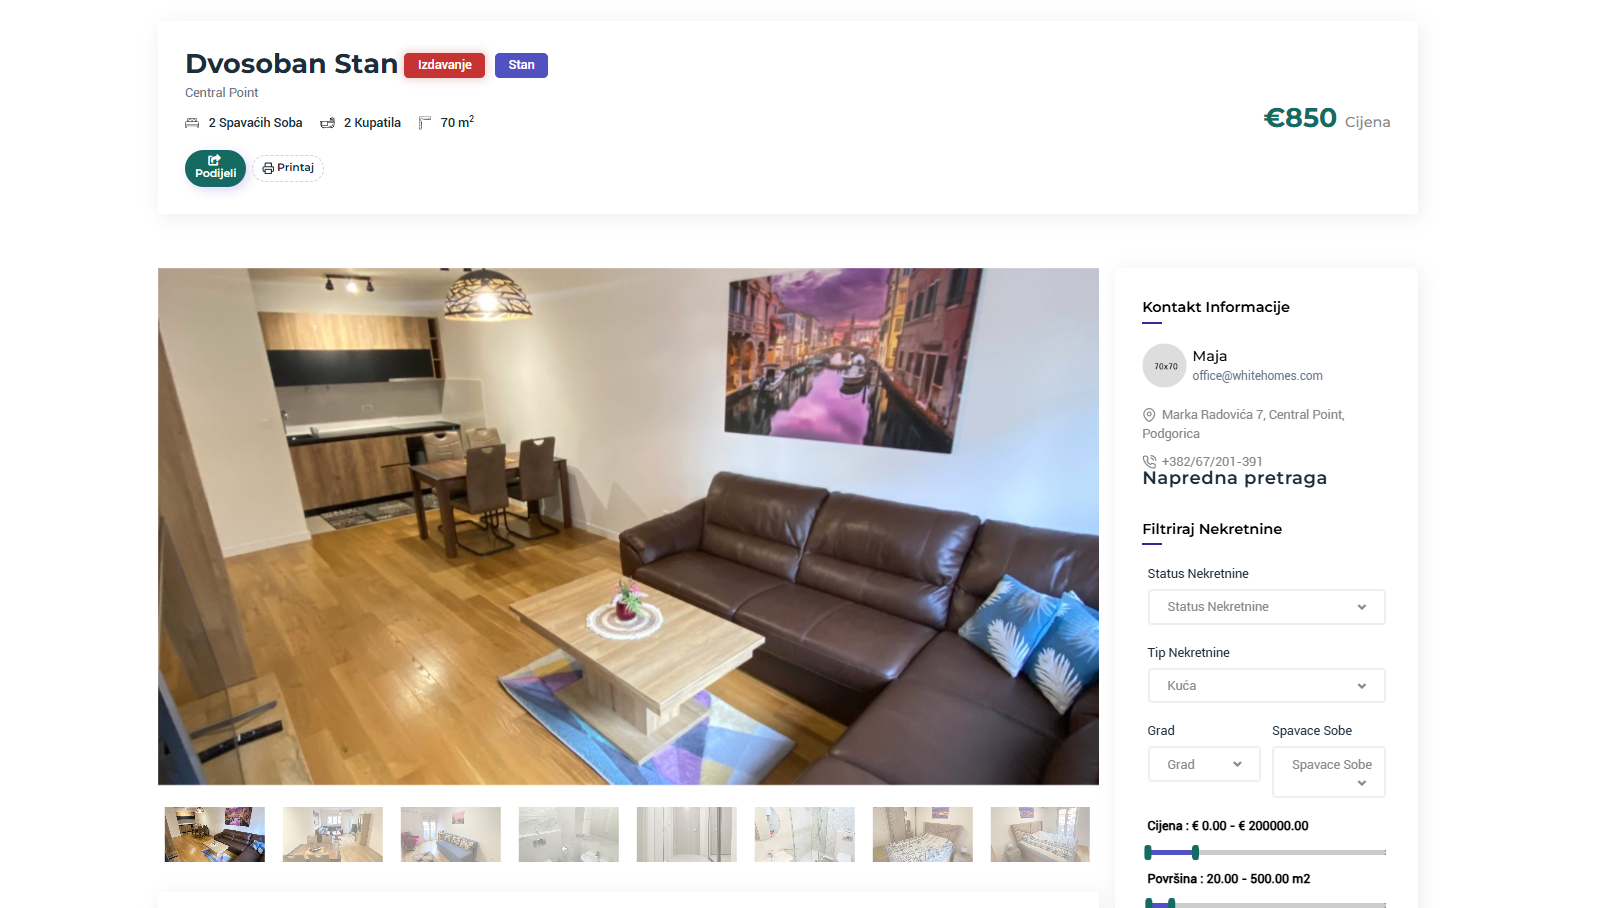 Dvosoban Stan Izdavanje Stan
Central Point
2 Spavaćih Soba 2 Kupatila 70 m²
€850 Cijena
Podijeli
Printaj
Kontakt Informacije
70x70
Maja
office@whitehomes.com
Marka Radovića 7, Central Point,
Podgorica
+382/67/201-391
Napredna pretraga
Filtriraj Nekretnine
Status Nekretnine
Status Nekretnine
Tip Nekretnine
Kuća
Grad Spavace Sobe
Grad Spavace Sobe
Cijena : € 0.00 - € 200000.00
Površina : 20.00 - 500.00 m2